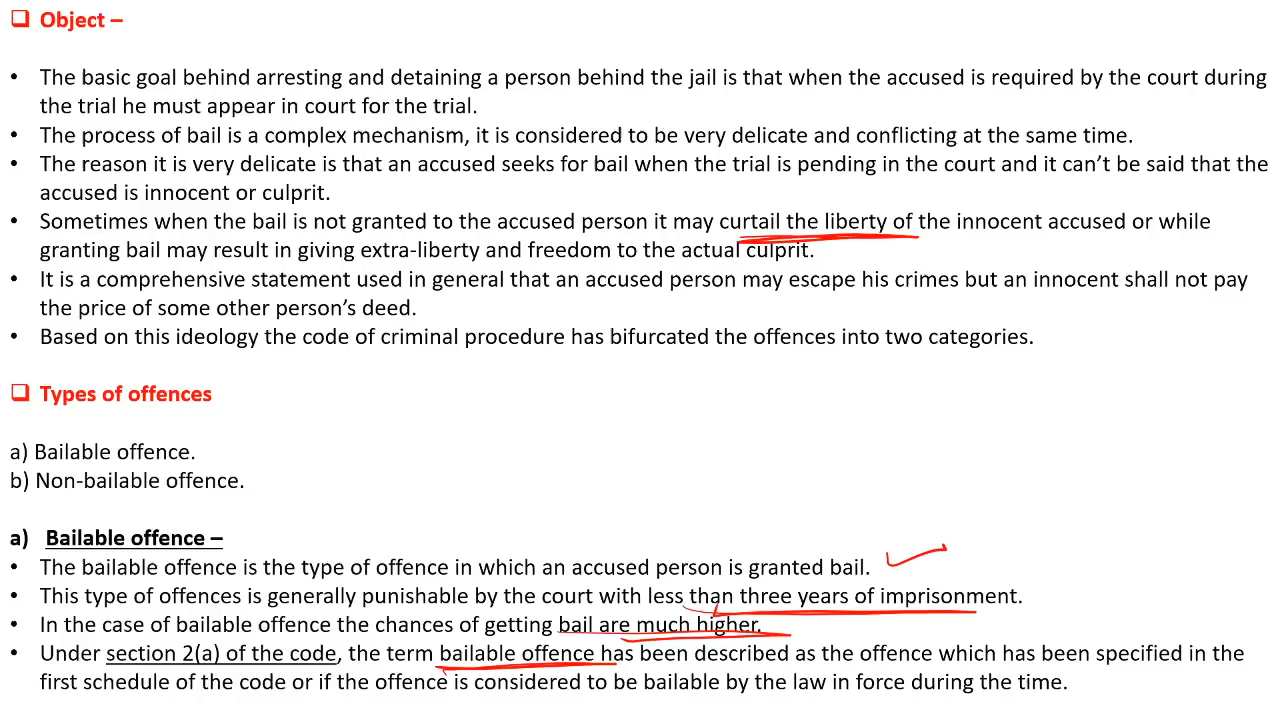 Object –
• The basic goal behind arresting and detaining a person behind the jail is that when the accused is required by the court during
the trial he must appear in court for the trial.
• The process of bail is a complex mechanism, it is considered to be very delicate and conflicting at the same time.
• The reason it is very delicate is that an accused seeks for bail when the trial is pending in the court and it can’t be said that the
accused is innocent or culprit.
• Sometimes when the bail is not granted to the accused person it may curtail the liberty of the innocent accused or while
granting bail may result in giving extra-liberty and freedom to the actual culprit.
• It is a comprehensive statement used in general that an accused person may escape his crimes but an innocent shall not pay
the price of some other person’s deed.
• Based on this ideology the code of criminal procedure has bifurcated the offences into two categories.
Types of offences
a) Bailable offence.
b) Non-bailable offence.
a) Bailable offence –
• The bailable offence is the type of offence in which an accused person is granted bail.
• This type of offences is generally punishable by the court with less than three years of imprisonment.
• In the case of bailable offence the chances of getting bail are much higher.
• Under section 2(a) of the code, the term bailable offence has been described as the offence which has been specified in the
first schedule of the code or if the offence is considered to be bailable by the law in force during the time.